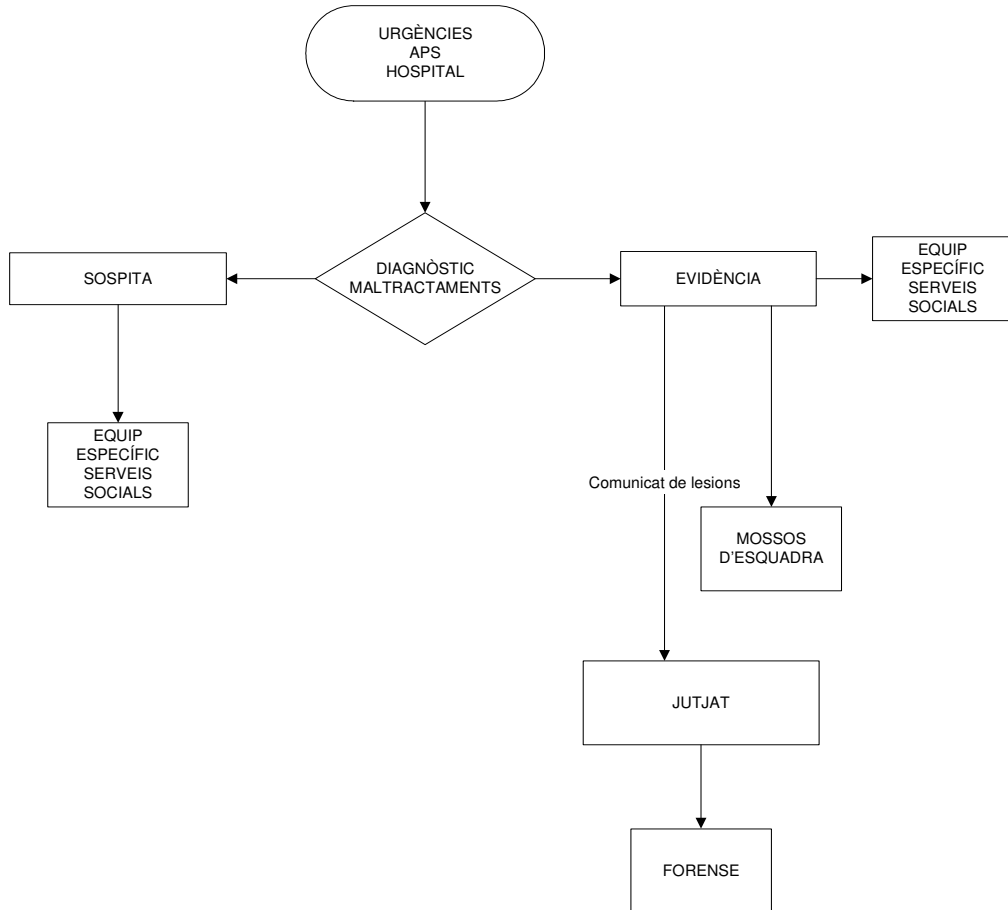 URGÈNCIES
APS
HOSPITAL
DIAGNÒSTIC
MALTRACTAMENTS
SOSPITA
EVIDÈNCIA
EQUIP
ESPECÍFIC
SERVEIS
SOCIALS
EQUIP
ESPECÍFIC
SERVEIS
SOCIALS
Comunicat de lesions
MOSSOS
D'ESQUADRA
JUTJAT
FORENSE